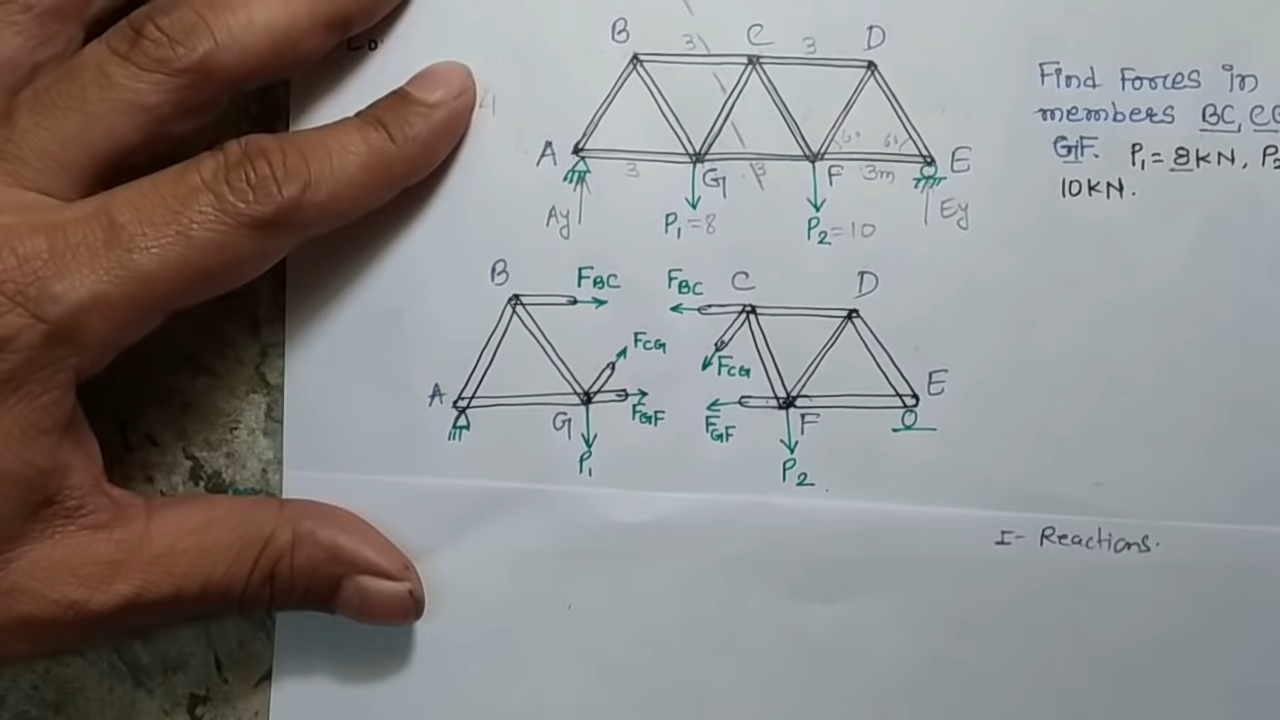 B 3 C 3 D
A 3 G 3 F 3m E
60 60
Ay P₁=8 P₂=10 Ey
Find Forces in
members BC, CG
GF. P₁= 8KN, P₂
10KN.
B FBC FBC C D
FCG FCG
A G FGF FGF F E
P₁ P₂
I- Reactions.